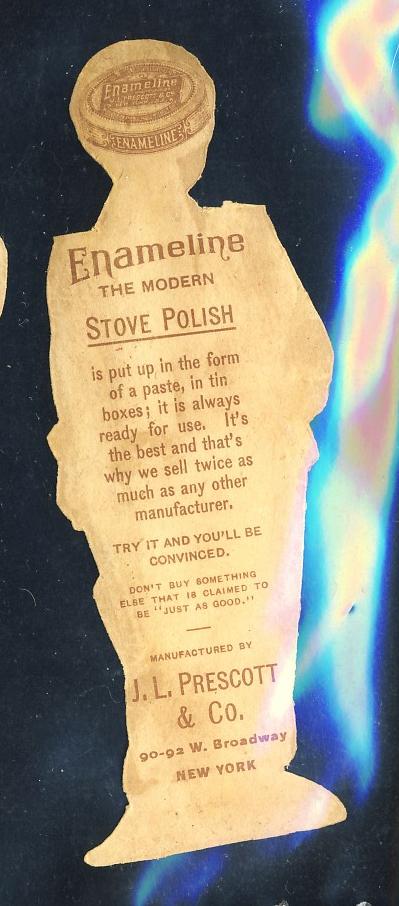 Enameline
J.L. PRESCOTT & CO.
ENAMELINE
Enameline
THE MODERN
STOVE POLISH
is put up in the form
of a paste, in tin
boxes; it is always
ready for use. It's
the best and that's
why we sell twice as
much as any other
manufacturer.
TRY IT AND YOU'LL BE
CONVINCED.
DON'T BUY SOMETHING
ELSE THAT IS CLAIMED TO
BE "JUST AS GOOD."
MANUFACTURED BY
J. L. PRESCOTT
& CO.
90-92 W. Broadway
NEW YORK